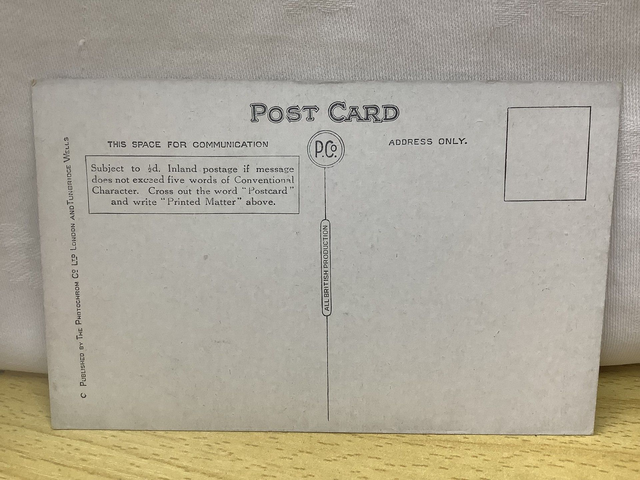 POST CARD
THIS SPACE FOR COMMUNICATION
P.Co.
ADDRESS ONLY.
Subject to ½d. Inland postage if message
does not exceed five words of Conventional
Character. Cross out the word "Postcard"
and write "Printed Matter" above.
ALL BRITISH PRODUCTION
C PUBLISHED BY THE PHOTOCHROM CO LTD LONDON AND TUNBRIDGE WELLS